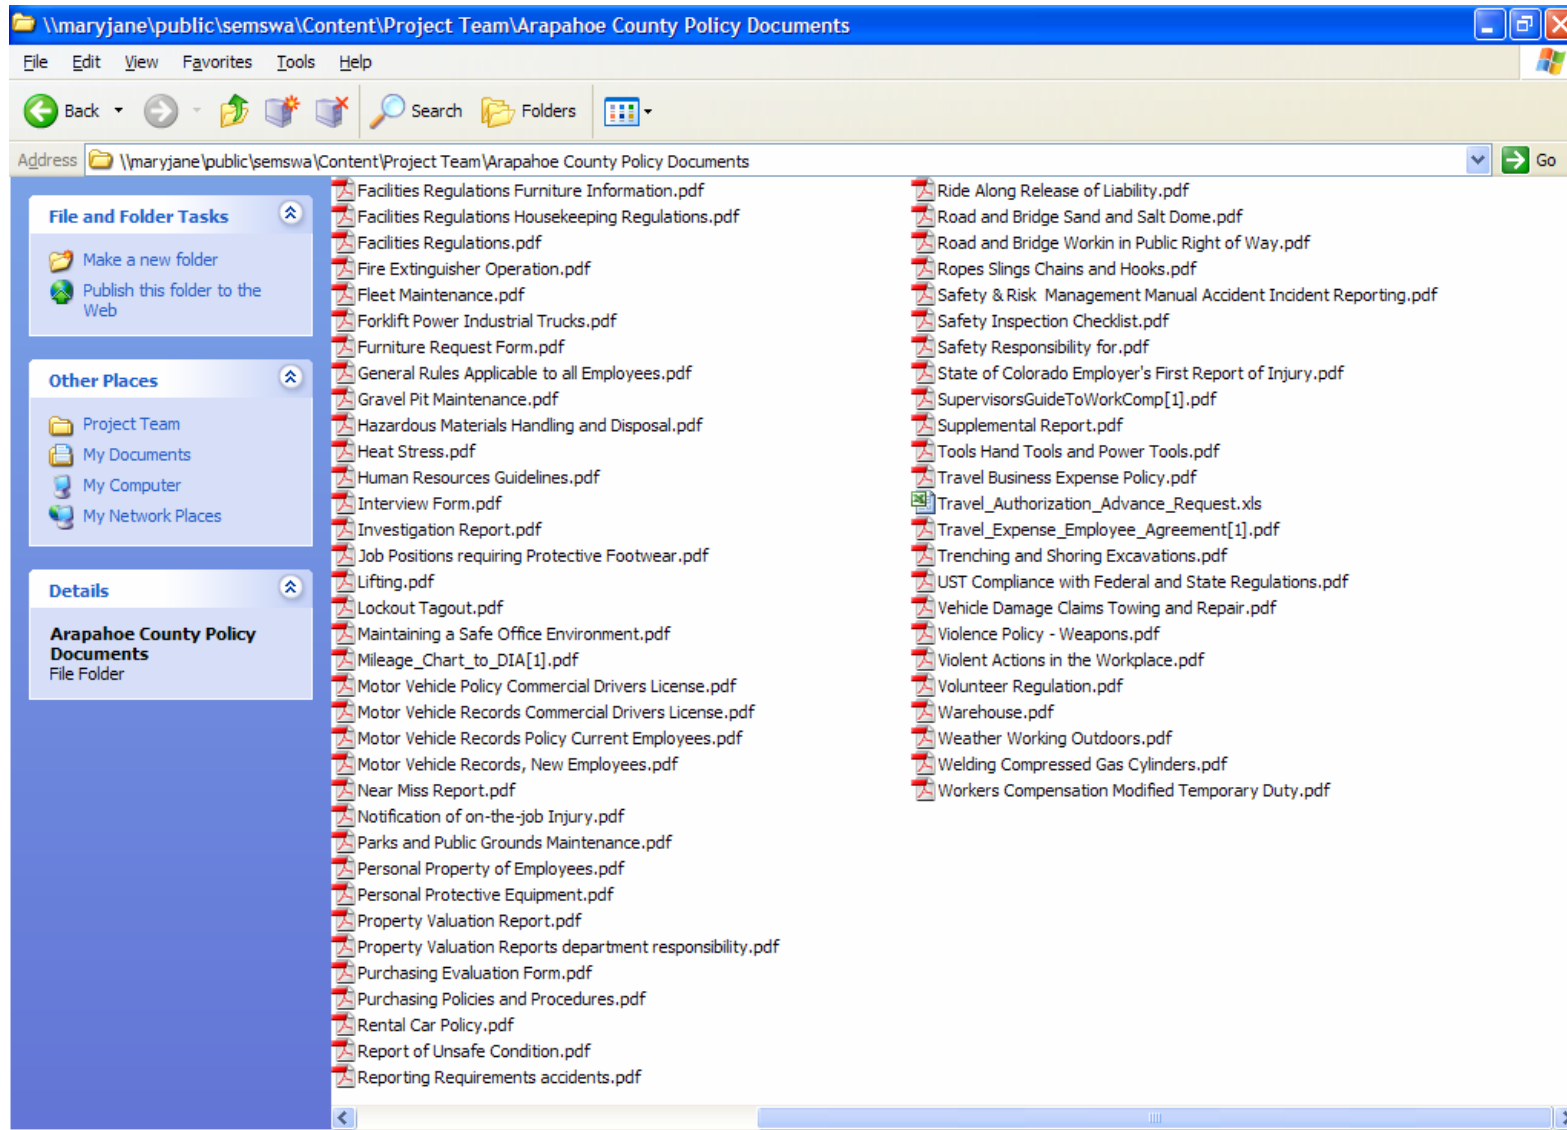 \\maryjane\public\semswa\Content\Project Team\Arapahoe County Policy Documents
File Edit View Favorites Tools Help
Back Search Folders
Address \\maryjane\public\semswa\Content\Project Team\Arapahoe County Policy Documents Go
File and Folder Tasks
Make a new folder
Publish this folder to the
Web
Other Places
Project Team
My Documents
My Computer
My Network Places
Details
Arapahoe County Policy
Documents
File Folder
Facilities Regulations Furniture Information.pdf
Facilities Regulations Housekeeping Regulations.pdf
Facilities Regulations.pdf
Fire Extinguisher Operation.pdf
Fleet Maintenance.pdf
Forklift Power Industrial Trucks.pdf
Furniture Request Form.pdf
General Rules Applicable to all Employees.pdf
Gravel Pit Maintenance.pdf
Hazardous Materials Handling and Disposal.pdf
Heat Stress.pdf
Human Resources Guidelines.pdf
Interview Form.pdf
Investigation Report.pdf
Job Positions requiring Protective Footwear.pdf
Lifting.pdf
Lockout Tagout.pdf
Maintaining a Safe Office Environment.pdf
Mileage_Chart_to_DIA[1].pdf
Motor Vehicle Policy Commercial Drivers License.pdf
Motor Vehicle Records Commercial Drivers License.pdf
Motor Vehicle Records Policy Current Employees.pdf
Motor Vehicle Records, New Employees.pdf
Near Miss Report.pdf
Notification of on-the-job Injury.pdf
Parks and Public Grounds Maintenance.pdf
Personal Property of Employees.pdf
Personal Protective Equipment.pdf
Property Valuation Report.pdf
Property Valuation Reports department responsibility.pdf
Purchasing Evaluation Form.pdf
Purchasing Policies and Procedures.pdf
Rental Car Policy.pdf
Report of Unsafe Condition.pdf
Reporting Requirements accidents.pdf
Ride Along Release of Liability.pdf
Road and Bridge Sand and Salt Dome.pdf
Road and Bridge Workin in Public Right of Way.pdf
Ropes Slings Chains and Hooks.pdf
Safety & Risk  Management Manual Accident Incident Reporting.pdf
Safety Inspection Checklist.pdf
Safety Responsibility for.pdf
State of Colorado Employer's First Report of Injury.pdf
SupervisorsGuideToWorkComp[1].pdf
Supplemental Report.pdf
Tools Hand Tools and Power Tools.pdf
Travel Business Expense Policy.pdf
Travel_Authorization_Advance_Request.xls
Travel_Expense_Employee_Agreement[1].pdf
Trenching and Shoring Excavations.pdf
UST Compliance with Federal and State Regulations.pdf
Vehicle Damage Claims Towing and Repair.pdf
Violence Policy - Weapons.pdf
Violent Actions in the Workplace.pdf
Volunteer Regulation.pdf
Warehouse.pdf
Weather Working Outdoors.pdf
Welding Compressed Gas Cylinders.pdf
Workers Compensation Modified Temporary Duty.pdf